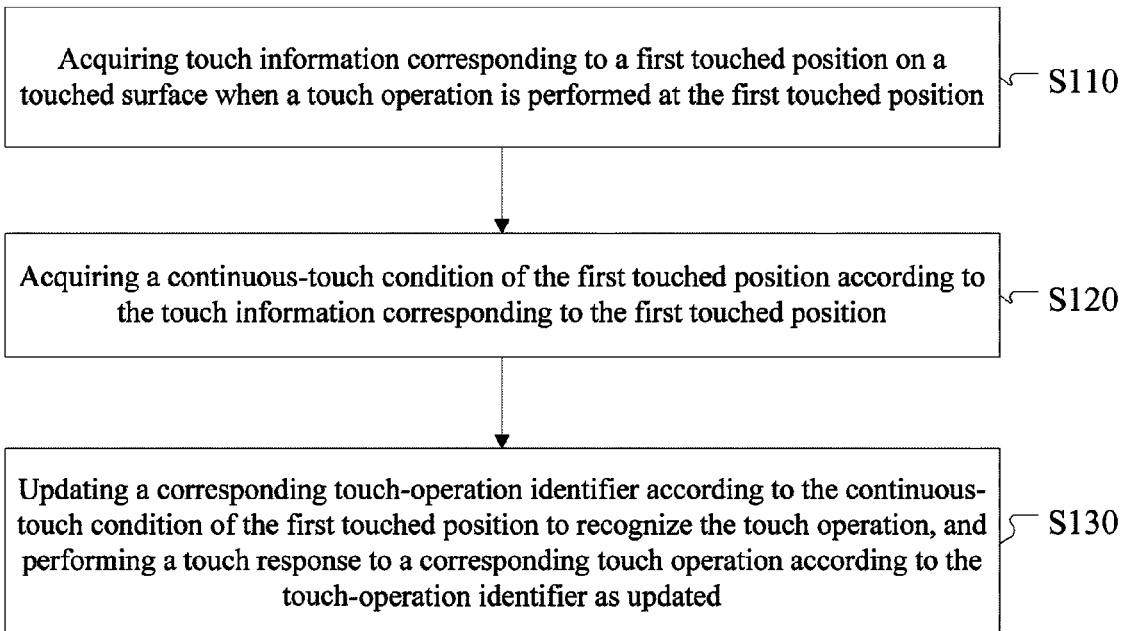 Acquiring touch information corresponding to a first touched position on a
touched surface when a touch operation is performed at the first touched position
S110
Acquiring a continuous-touch condition of the first touched position according to
the touch information corresponding to the first touched position
S120
Updating a corresponding touch-operation identifier according to the continuous-
touch condition of the first touched position to recognize the touch operation, and
performing a touch response to a corresponding touch operation according to the
touch-operation identifier as updated
S130